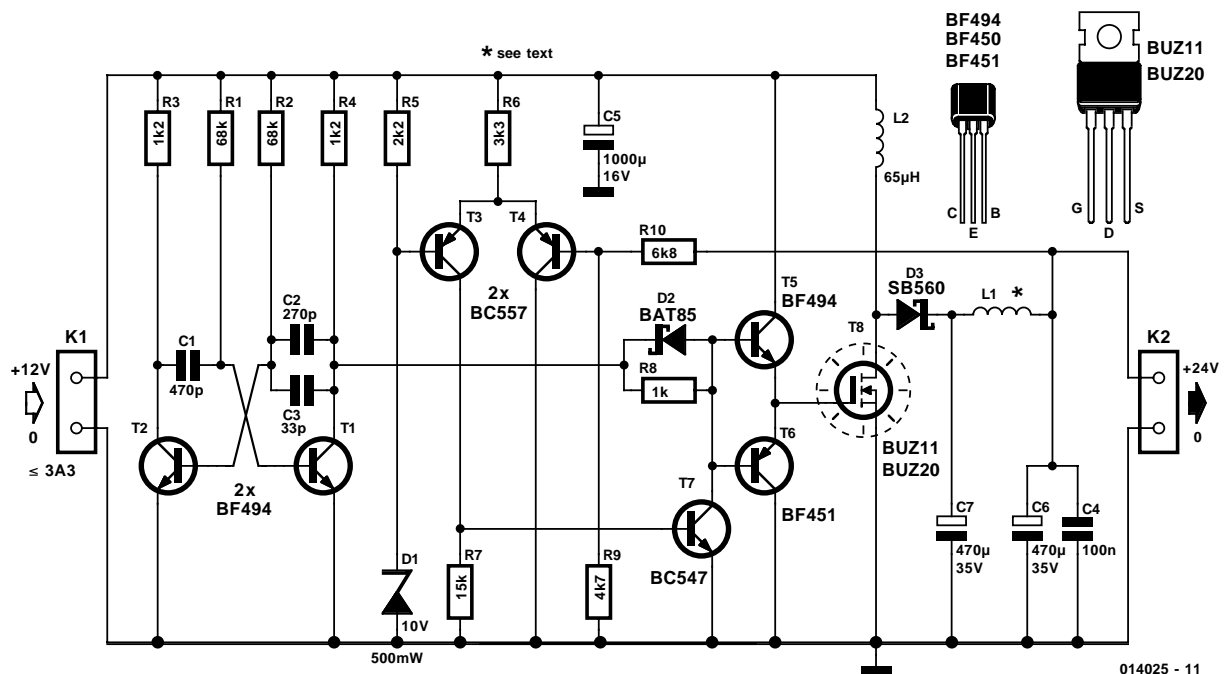 * see text
BF494
BF450
BF451
BUZ11
BUZ20
R3
1k2
R1
68k
R2
68k
R4
1k2
R5
2k2
R6
3k3
C5
1000µ
16V
L2
65µH
C
E
B
G
D
S
T3
T4
2x
BC557
R10
6k8
D2
BAT85
R8
1k
T5
BF494
D3
SB560
L1 *
T8
BUZ11
BUZ20
K1
+12V
0
≤ 3A3
C1
470p
C2
270p
C3
33p
T2
T1
2x
BF494
T6
BF451
T7
BC547
K2
+24V
0
D1
10V
500mW
R7
15k
R9
4k7
C7
470µ
35V
C6
470µ
35V
C4
100n
014025 - 11